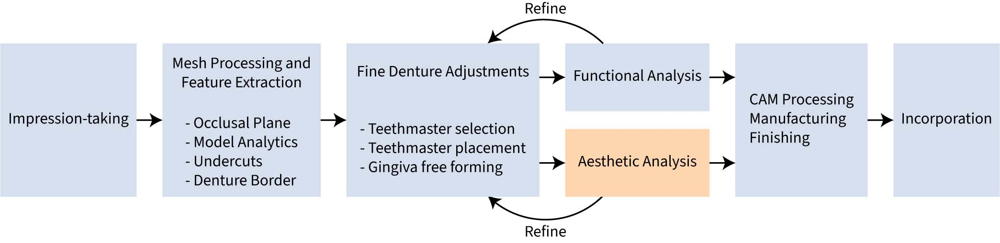 Refine
Impression-taking
Mesh Processing and
Feature Extraction
- Occlusal Plane
- Model Analytics
- Undercuts
- Denture Border
Fine Denture Adjustments
- Teethmaster selection
- Teethmaster placement
- Gingiva free forming
Functional Analysis
Aesthetic Analysis
CAM Processing
Manufacturing
Finishing
Incorporation
Refine